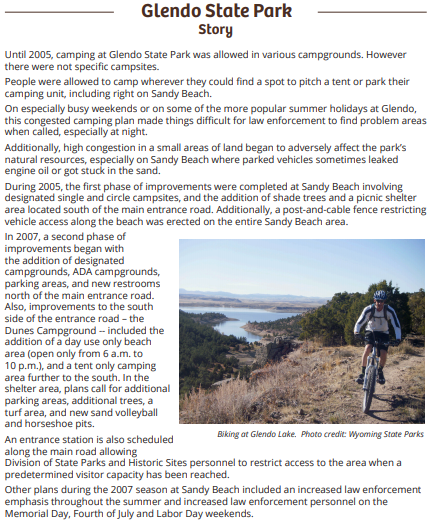 Glendo State Park
Story
Until 2005, camping at Glendo State Park was allowed in various campgrounds. However
there were not specific campsites.
People were allowed to camp wherever they could find a spot to pitch a tent or park their
camping unit, including right on Sandy Beach.
On especially busy weekends or on some of the more popular summer holidays at Glendo,
this congested camping plan made things difficult for law enforcement to find problem areas
when called, especially at night.
Additionally, high congestion in a small areas of land began to adversely affect the park's
natural resources, especially on Sandy Beach where parked vehicles sometimes leaked
engine oil or got stuck in the sand.
During 2005, the first phase of improvements were completed at Sandy Beach involving
designated single and circle campsites, and the addition of shade trees and a picnic shelter
area located south of the main entrance road. Additionally, a post-and-cable fence restricting
vehicle access along the beach was erected on the entire Sandy Beach area.
In 2007, a second phase of
improvements began with
the addition of designated
campgrounds, ADA campgrounds,
parking areas, and new restrooms
north of the main entrance road.
Also, improvements to the south
side of the entrance road – the
Dunes Campground -- included the
addition of a day use only beach
area (open only from 6 a.m. to
10 p.m.), and a tent only camping
area further to the south. In the
shelter area, plans call for additional
parking areas, additional trees, a
turf area, and new sand volleyball
and horseshoe pits.
Biking at Glendo Lake. Photo credit: Wyoming State Parks
An entrance station is also scheduled
along the main road allowing
Division of State Parks and Historic Sites personnel to restrict access to the area when a
predetermined visitor capacity has been reached.
Other plans during the 2007 season at Sandy Beach included an increased law enforcement
emphasis throughout the summer and increased law enforcement personnel on the
Memorial Day, Fourth of July and Labor Day weekends.